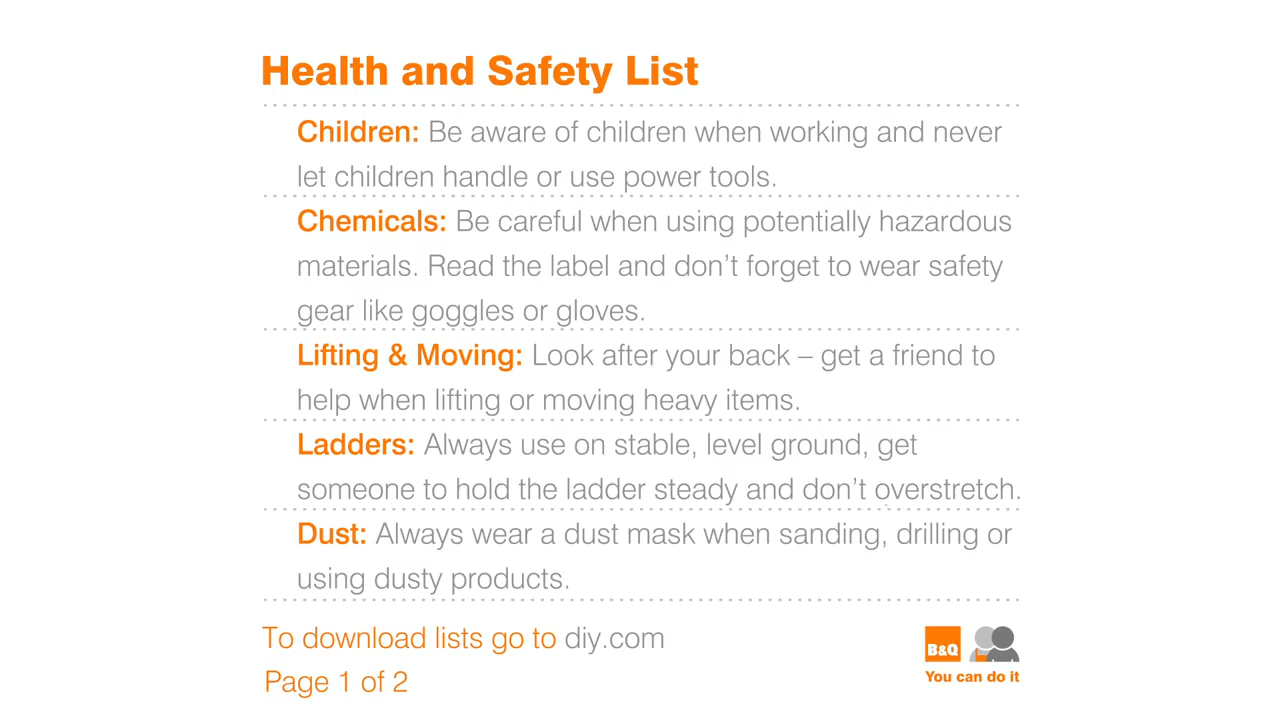 Health and Safety List
Children: Be aware of children when working and never
let children handle or use power tools.
Chemicals: Be careful when using potentially hazardous
materials. Read the label and don’t forget to wear safety
gear like goggles or gloves.
Lifting & Moving: Look after your back – get a friend to
help when lifting or moving heavy items.
Ladders: Always use on stable, level ground, get
someone to hold the ladder steady and don’t overstretch.
Dust: Always wear a dust mask when sanding, drilling or
using dusty products.
To download lists go to diy.com
Page 1 of 2
B&Q
You can do it